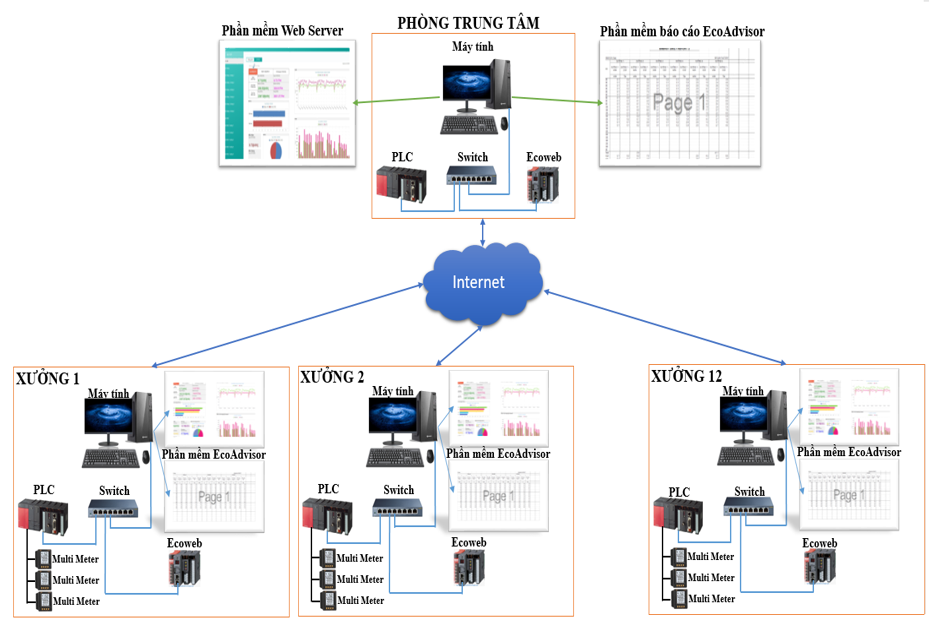 PHÒNG TRUNG TÂM
Phần mềm Web Server
Phần mềm báo cáo EcoAdvisor
Máy tính
Page 1
PLC
Switch
Ecoweb
Internet
XƯỞNG 1
Máy tính
Phần mềm EcoAdvisor
Page 1
PLC
Switch
Ecoweb
Multi Meter
Multi Meter
Multi Meter
XƯỞNG 2
Máy tính
Phần mềm EcoAdvisor
Page 1
PLC
Switch
Ecoweb
Multi Meter
Multi Meter
Multi Meter
XƯỞNG 12
Máy tính
Phần mềm EcoAdvisor
Page 1
PLC
Switch
Ecoweb
Multi Meter
Multi Meter
Multi Meter